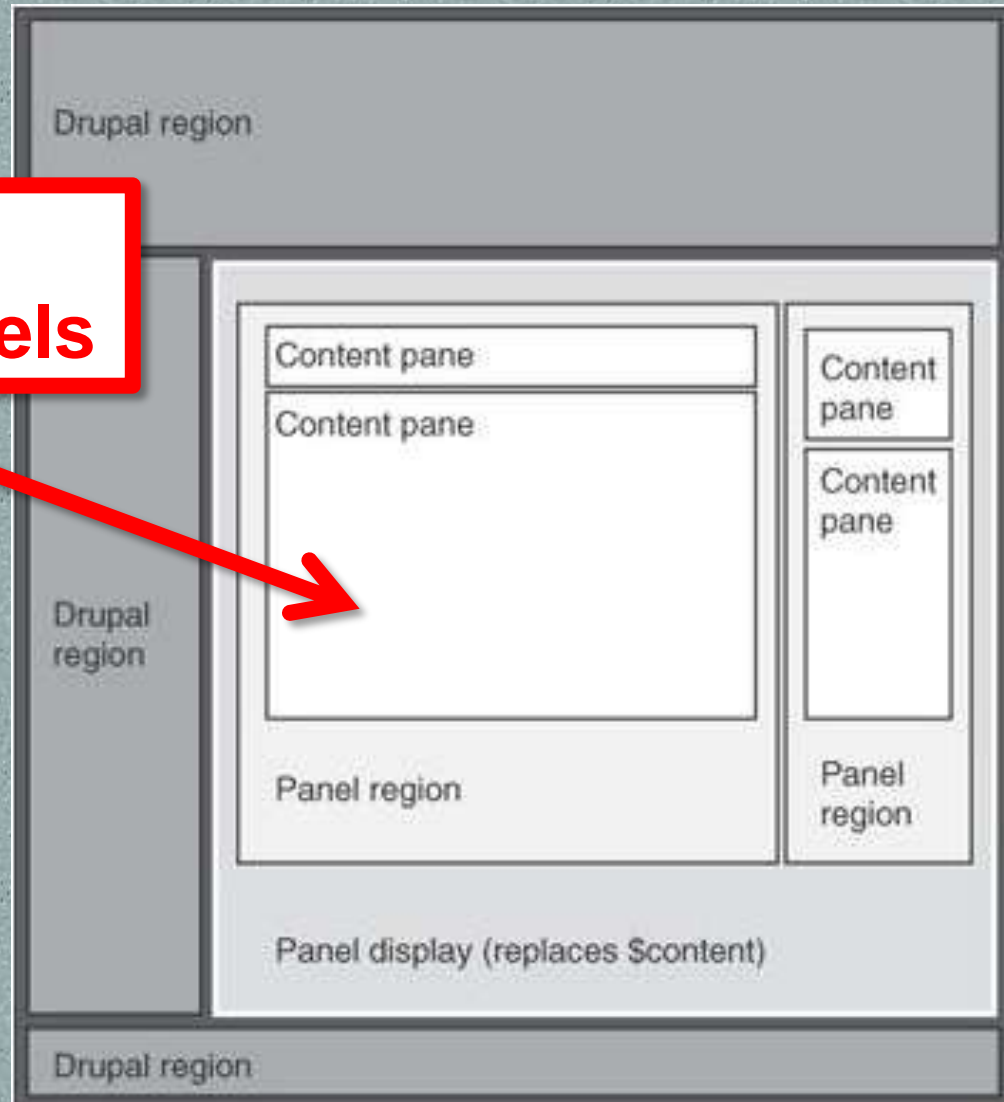 Drupal region
els
Content pane
Content pane
Content
pane
Content
pane
Drupal
region
Panel region
Panel
region
Panel display (replaces $content)
Drupal region